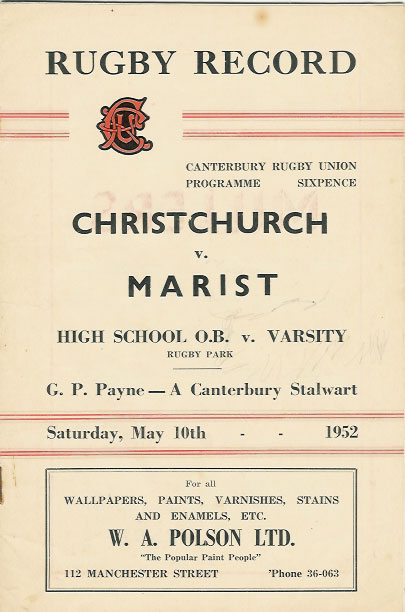 RUGBY RECORD
CANTERBURY RUGBY UNION
PROGRAMME SIXPENCE
CHRISTCHURCH
v.
MARIST
HIGH SCHOOL O.B. v. VARSITY
RUGBY PARK
G. P. Payne — A Canterbury Stalwart
Saturday, May 10th - - 1952
For all
WALLPAPERS, PAINTS, VARNISHES, STAINS
AND ENAMELS, ETC.
W. A. POLSON LTD.
"The Popular Paint People"
112 MANCHESTER STREET 'Phone 36-063